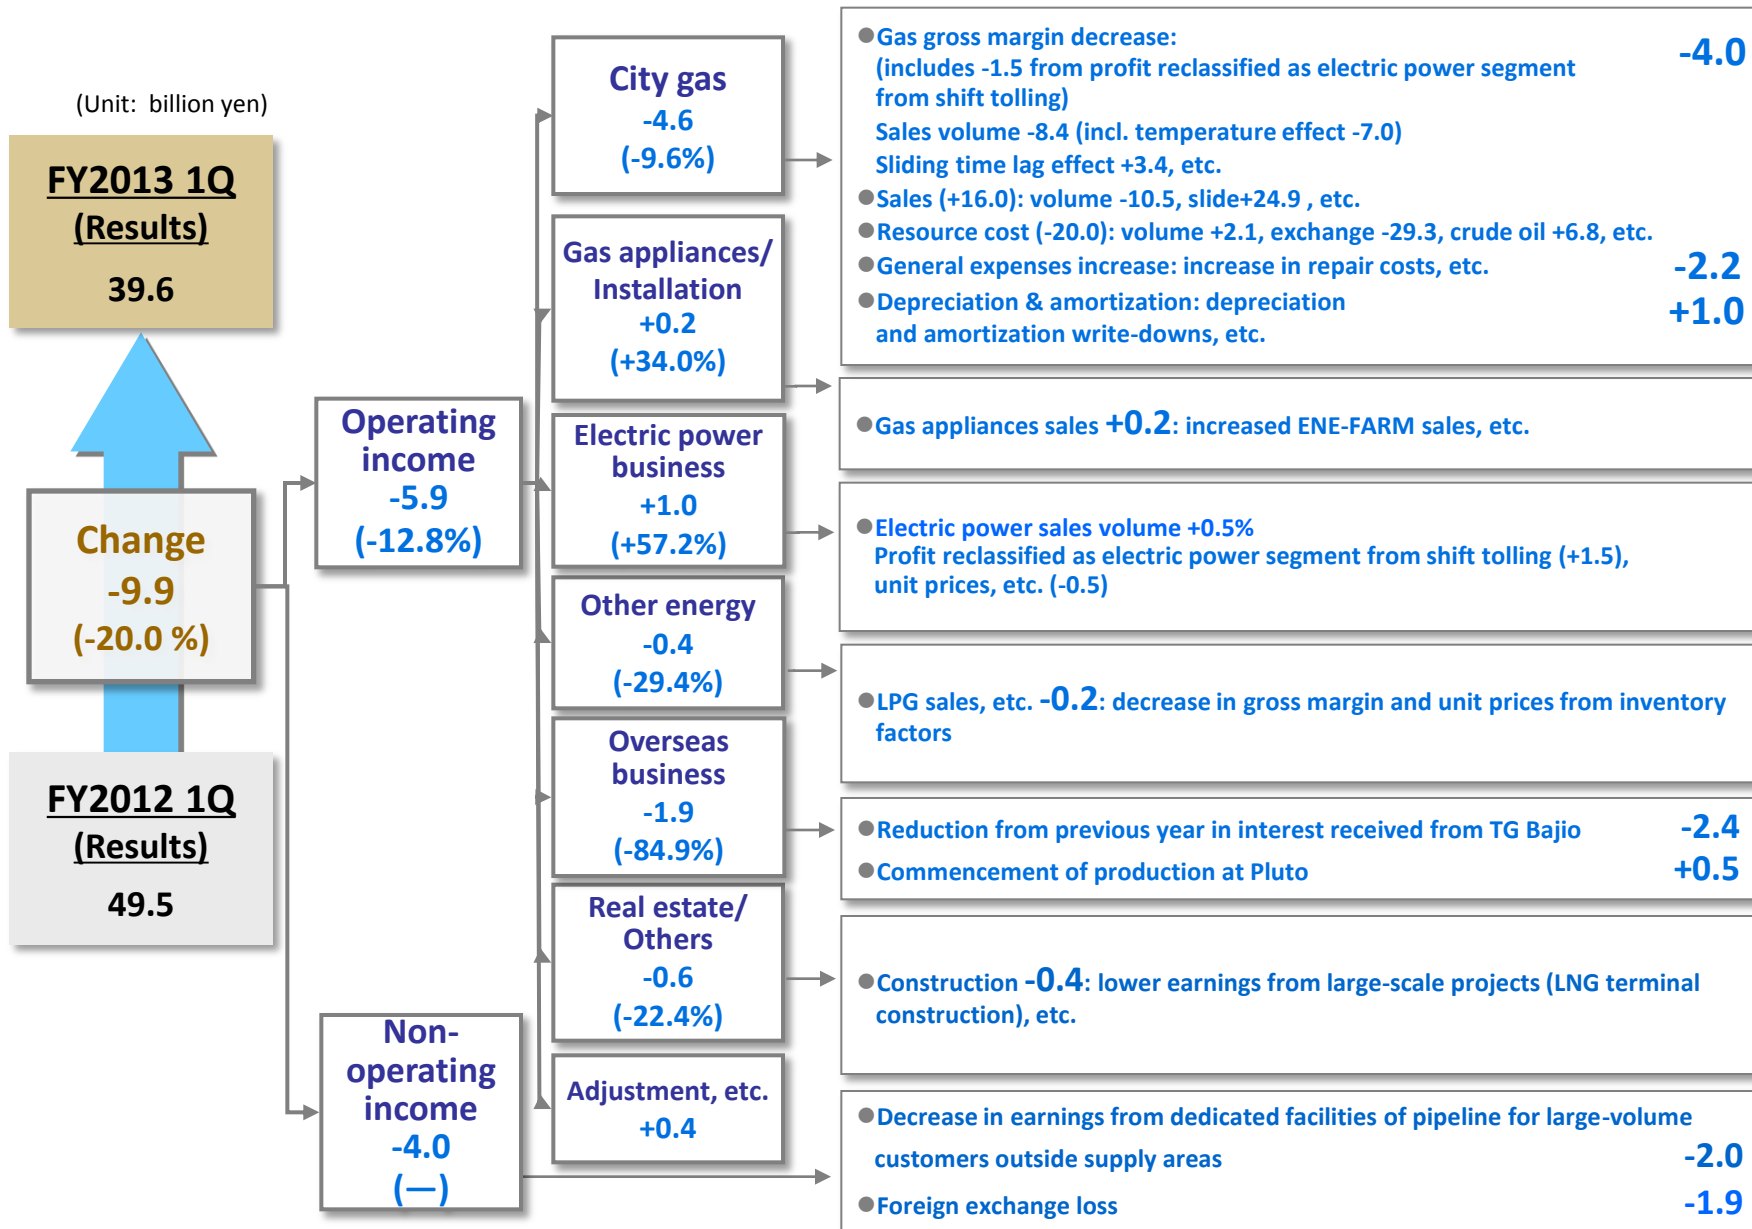 (Unit: billion yen)
FY2013 1Q
(Results)
39.6
Change
-9.9
(-20.0 %)
FY2012 1Q
(Results)
49.5
Operating
income
-5.9
(-12.8%)
Non-
operating
income
-4.0
(—)
City gas
-4.6
(-9.6%)
Gas appliances/
Installation
+0.2
(+34.0%)
Electric power
business
+1.0
(+57.2%)
Other energy
-0.4
(-29.4%)
Overseas
business
-1.9
(-84.9%)
Real estate/
Others
-0.6
(-22.4%)
Adjustment, etc.
+0.4
●Gas gross margin decrease: -4.0
(includes -1.5 from profit reclassified as electric power segment
from shift tolling)
Sales volume -8.4 (incl. temperature effect -7.0)
Sliding time lag effect +3.4, etc.
●Sales (+16.0): volume -10.5, slide+24.9 , etc.
●Resource cost (-20.0): volume +2.1, exchange -29.3, crude oil +6.8, etc.
●General expenses increase: increase in repair costs, etc. -2.2
●Depreciation & amortization: depreciation +1.0
and amortization write-downs, etc.
●Gas appliances sales +0.2: increased ENE-FARM sales, etc.
●Electric power sales volume +0.5%
Profit reclassified as electric power segment from shift tolling (+1.5),
unit prices, etc. (-0.5)
●LPG sales, etc. -0.2: decrease in gross margin and unit prices from inventory
factors
●Reduction from previous year in interest received from TG Bajio -2.4
●Commencement of production at Pluto +0.5
●Construction -0.4: lower earnings from large-scale projects (LNG terminal
construction), etc.
●Decrease in earnings from dedicated facilities of pipeline for large-volume
customers outside supply areas -2.0
●Foreign exchange loss -1.9